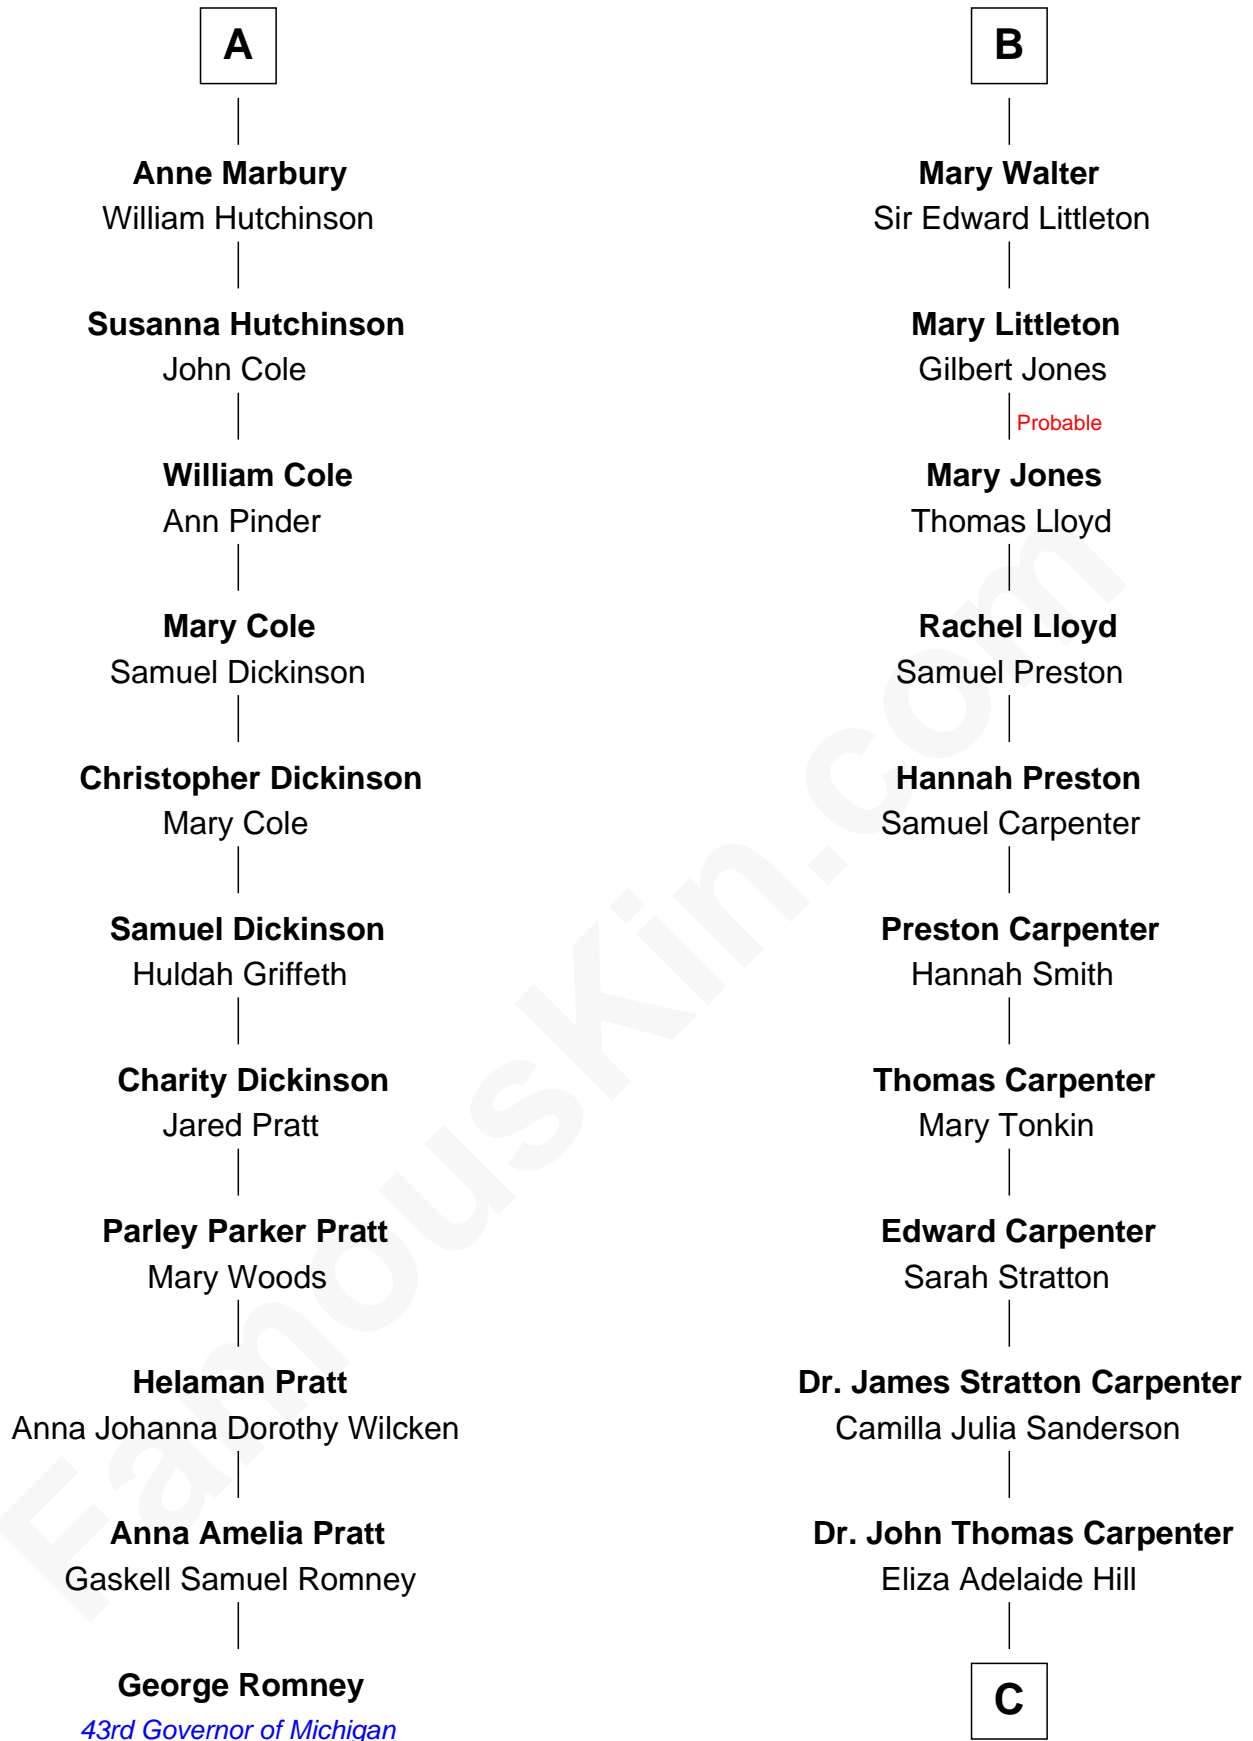 A
Anne Marbury
William Hutchinson
Susanna Hutchinson
John Cole
William Cole
Ann Pinder
Mary Cole
Samuel Dickinson
Christopher Dickinson
Mary Cole
Samuel Dickinson
Huldah Griffeth
Charity Dickinson
Jared Pratt
Parley Parker Pratt
Mary Woods
Helaman Pratt
Anna Johanna Dorothy Wilcken
Anna Amelia Pratt
Gaskell Samuel Romney
George Romney
43rd Governor of Michigan
B
Mary Walter
Sir Edward Littleton
Mary Littleton
Gilbert Jones
Probable
Mary Jones
Thomas Lloyd
Rachel Lloyd
Samuel Preston
Hannah Preston
Samuel Carpenter
Preston Carpenter
Hannah Smith
Thomas Carpenter
Mary Tonkin
Edward Carpenter
Sarah Stratton
Dr. James Stratton Carpenter
Camilla Julia Sanderson
Dr. John Thomas Carpenter
Eliza Adelaide Hill
C
FamousKin.com